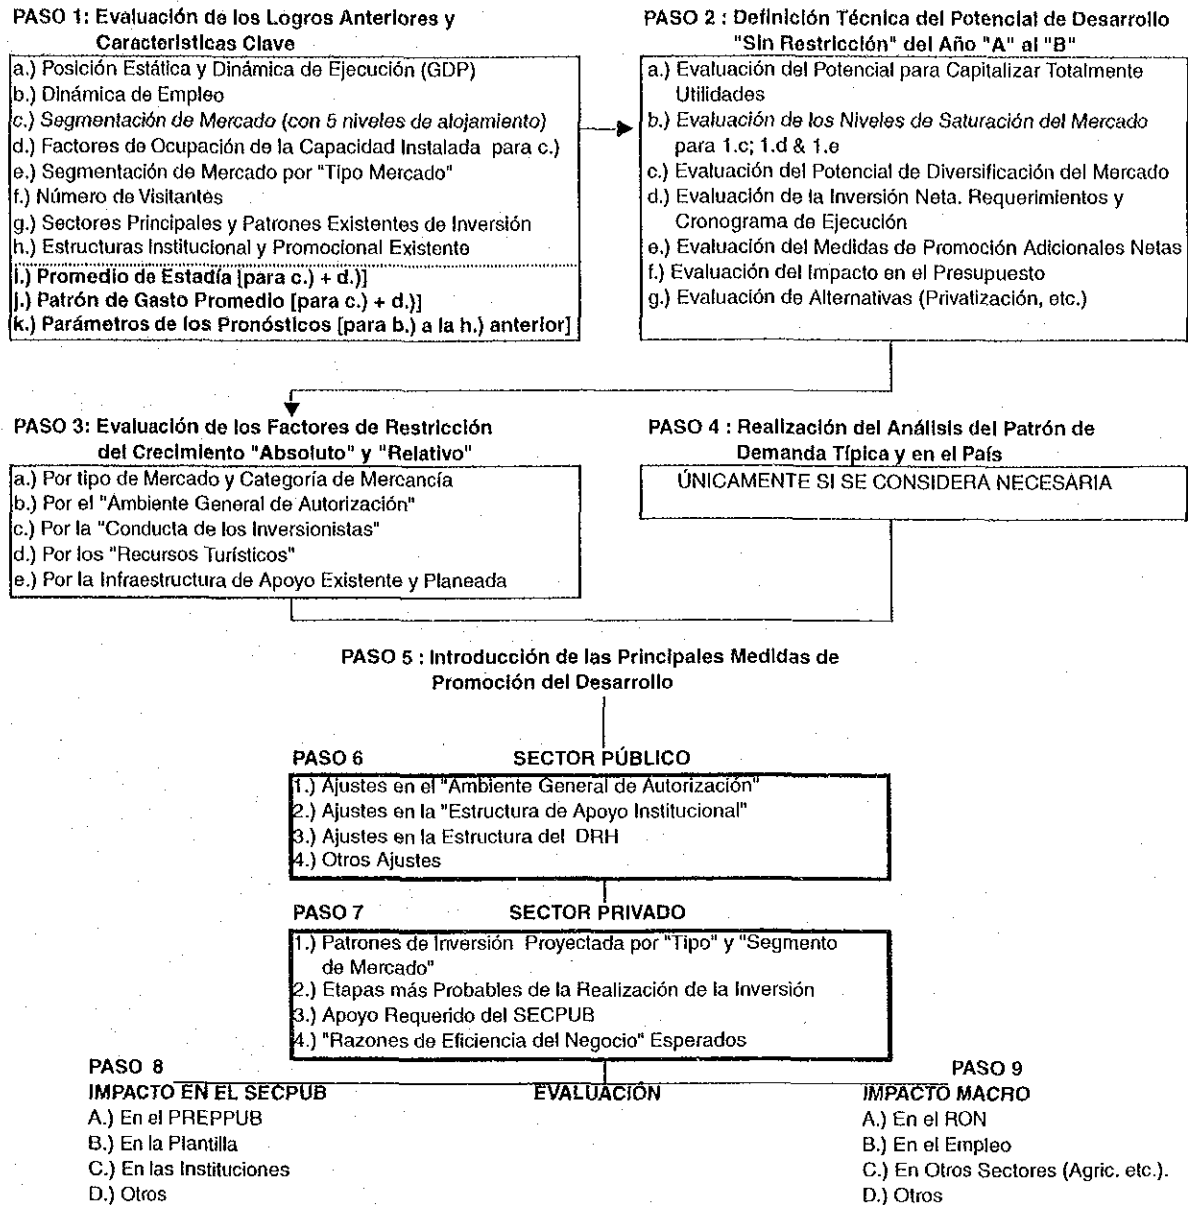 PASO 1: Evaluación de los Logros Anteriores y
Características Clave
a.) Posición Estática y Dinámica de Ejecución (GDP)
b.) Dinámica de Empleo
c.) Segmentación de Mercado (con 5 niveles de alojamiento)
d.) Factores de Ocupación de la Capacidad Instalada para c.)
e.) Segmentación de Mercado por "Tipo Mercado"
f.) Número de Visitantes
g.) Sectores Principales y Patrones Existentes de Inversión
h.) Estructuras Institucional y Promocional Existente
i.) Promedio de Estadía [para c.) + d.)]
j.) Patrón de Gasto Promedio [para c.) + d.)]
k.) Parámetros de los Pronósticos [para b.) a la h.) anterior]
PASO 2 : Definición Técnica del Potencial de Desarrollo
"Sin Restricción" del Año "A" al "B"
a.) Evaluación del Potencial para Capitalizar Totalmente
Utilidades
b.) Evaluación de los Niveles de Saturación del Mercado
para 1.c; 1.d & 1.e
c.) Evaluación del Potencial de Diversificación del Mercado
d.) Evaluación de la Inversión Neta. Requerimientos y
Cronograma de Ejecución
e.) Evaluación del Medidas de Promoción Adicionales Netas
f.) Evaluación del Impacto en el Presupuesto
g.) Evaluación de Alternativas (Privatización, etc.)
PASO 3: Evaluación de los Factores de Restricción
del Crecimiento "Absoluto" y "Relativo"
a.) Por tipo de Mercado y Categoría de Mercancía
b.) Por el "Ambiente General de Autorización"
c.) Por la "Conducta de los Inversionistas"
d.) Por los "Recursos Turísticos"
e.) Por la Infraestructura de Apoyo Existente y Planeada
PASO 4 : Realización del Análisis del Patrón de
Demanda Típica y en el País
ÚNICAMENTE SI SE CONSIDERA NECESARIA
PASO 5 : Introducción de las Principales Medidas de
Promoción del Desarrollo
PASO 6 SECTOR PÚBLICO
1.) Ajustes en el "Ambiente General de Autorización"
2.) Ajustes en la "Estructura de Apoyo Institucional"
3.) Ajustes en la Estructura del DRH
4.) Otros Ajustes
PASO 7 SECTOR PRIVADO
1.) Patrones de Inversión Proyectada por "Tipo" y "Segmento
de Mercado"
2.) Etapas más Probables de la Realización de la Inversión
3.) Apoyo Requerido del SECPUB
4.) "Razones de Eficiencia del Negocio" Esperados
PASO 8
IMPACTO EN EL SECPUB
A.) En el PREPPUB
B.) En la Plantilla
C.) En las Instituciones
D.) Otros
EVALUACIÓN
PASO 9
IMPACTO MACRO
A.) En el RON
B.) En el Empleo
C.) En Otros Sectores (Agric. etc.).
D.) Otros